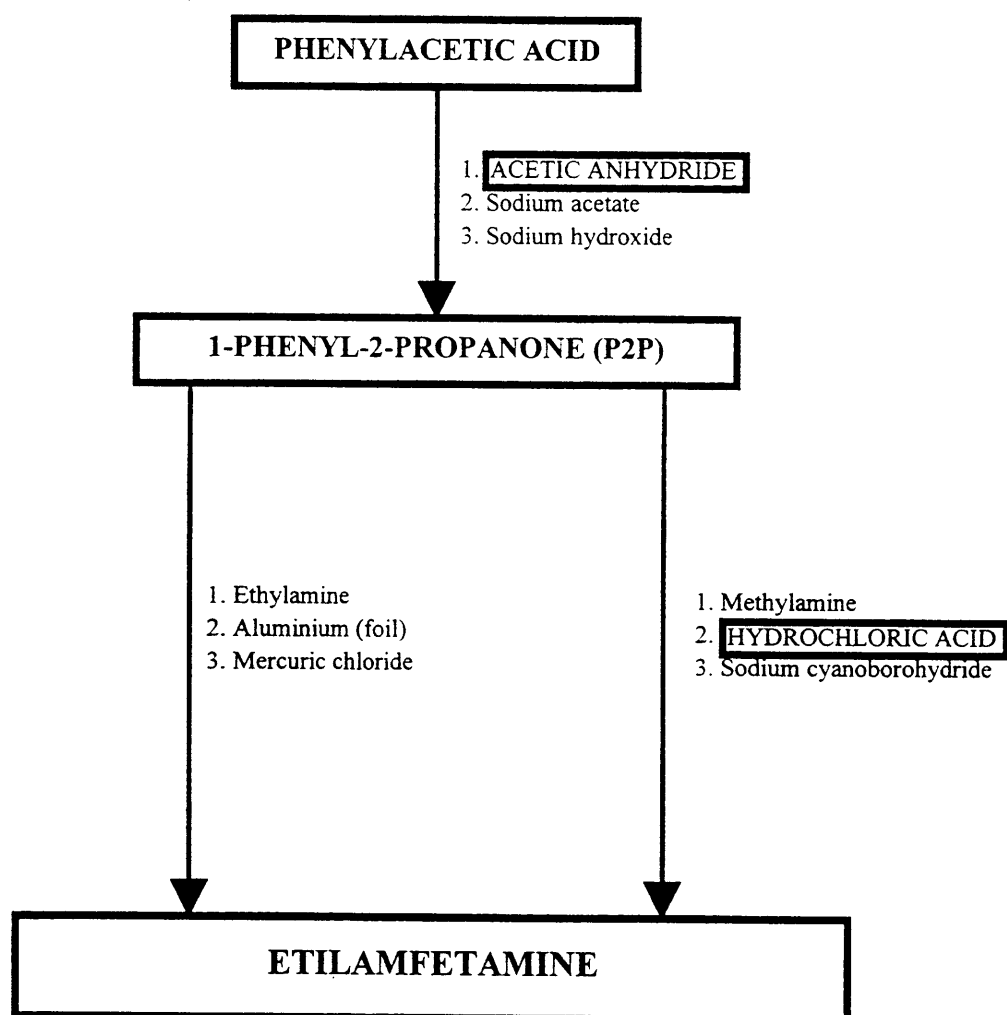 PHENYLACETIC ACID
1. ACETIC ANHYDRIDE
2. Sodium acetate
3. Sodium hydroxide
1-PHENYL-2-PROPANONE (P2P)
1. Ethylamine
2. Aluminium (foil)
3. Mercuric chloride
1. Methylamine
2. HYDROCHLORIC ACID
3. Sodium cyanoborohydride
ETILAMFETAMINE